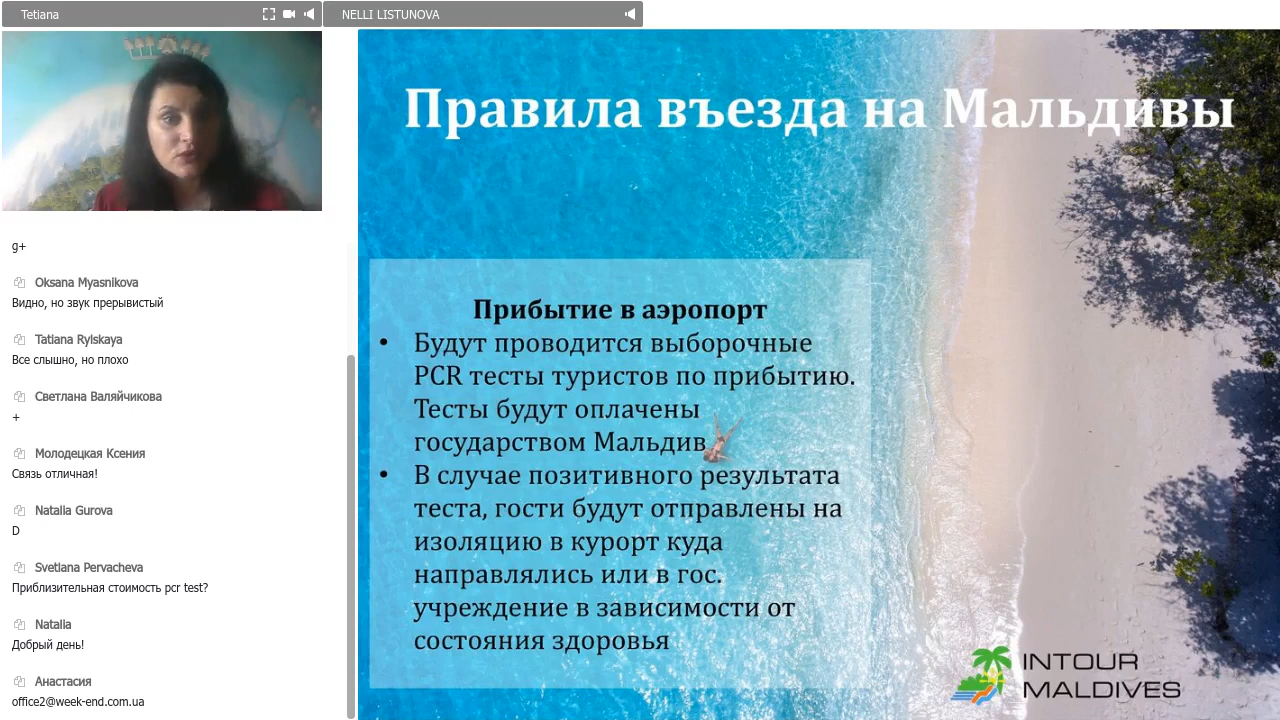 Tetiana
NELLI LISTUNOVA
g+
Oksana Myasnikova
Видно, но звук прерывистый
Tatiana Rylskaya
Все слышно, но плохо
Светлана Валяйчикова
+
Молодецкая Ксения
Связь отличная!
Natalia Gurova
D
Svetlana Pervacheva
Приблизительная стоимость pcr test?
Natalia
Добрый день!
Анастасия
office2@week-end.com.ua
Правила въезда на Мальдивы
Прибытие в аэропорт
• Будут проводится выборочные
PCR тесты туристов по прибытию.
Тесты будут оплачены
государством Мальдив
• В случае позитивного результата
теста, гости будут отправлены на
изоляцию в курорт куда
направлялись или в гос.
учреждение в зависимости от
состояния здоровья
INTOUR
MALDIVES